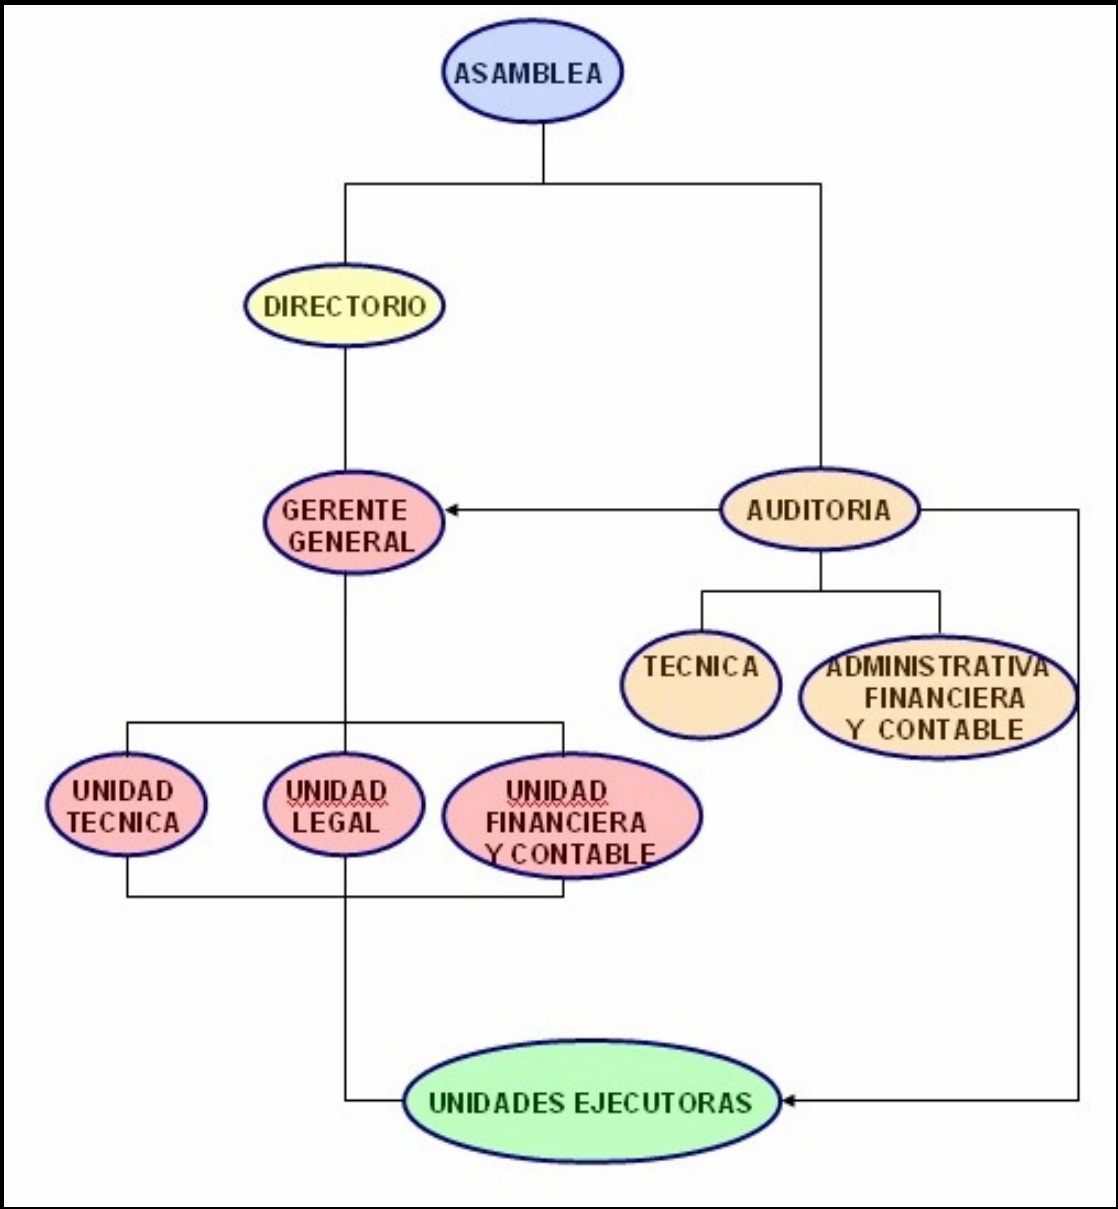 ASAMBLEA
DIRECTORIO
GERENTE
GENERAL
AUDITORIA
TECNICA
ADMINISTRATIVA
FINANCIERA
Y CONTABLE
UNIDAD
TECNICA
UNIDAD
LEGAL
UNIDAD
FINANCIERA
Y CONTABLE
UNIDADES EJECUTORAS